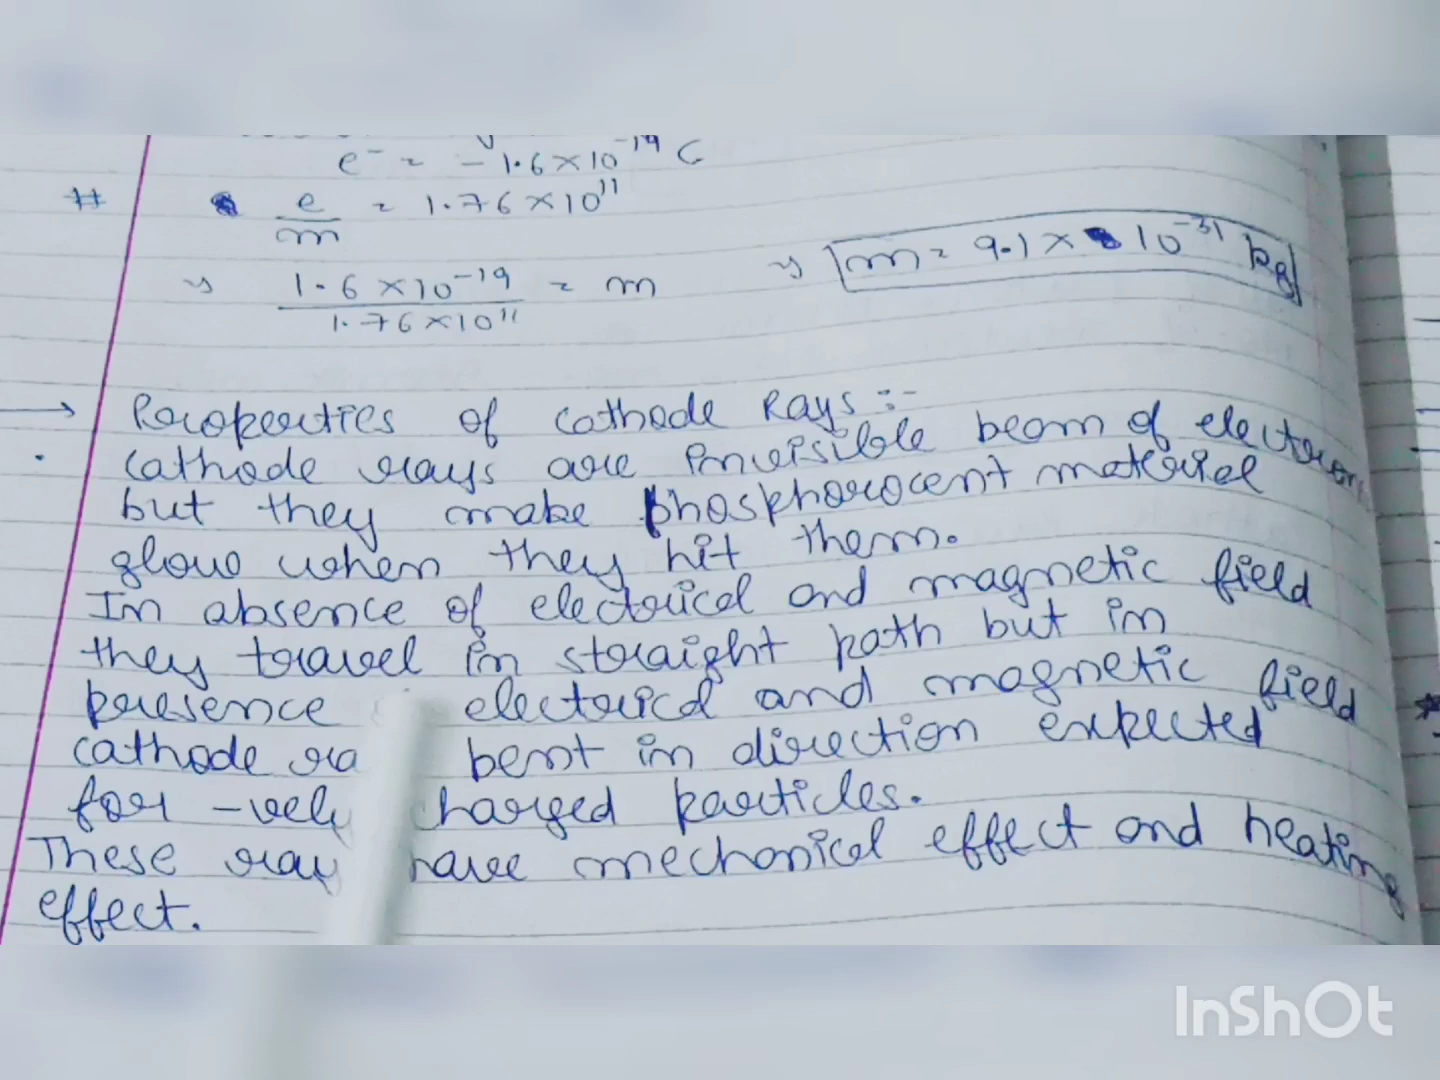 e⁻ = -1.6×10⁻¹⁹ C
# e/m = 1.76×10¹¹
⇒ 1.6×10⁻¹⁹/1.76×10¹¹ = m ⇒ m = 9.1× 10⁻³¹ kg
→ Properties of cathode Rays :-
· cathode rays are invisible beam of electrons
but they make phosphorocent material
glow when they hit them.
In absence of electrical and magnetic field
they travel in straight path but in
presence electrical and magnetic field
cathode bent in direction expected
for -vely charged particles.
These ray have mechanical effect and heating
effect.
InShOt